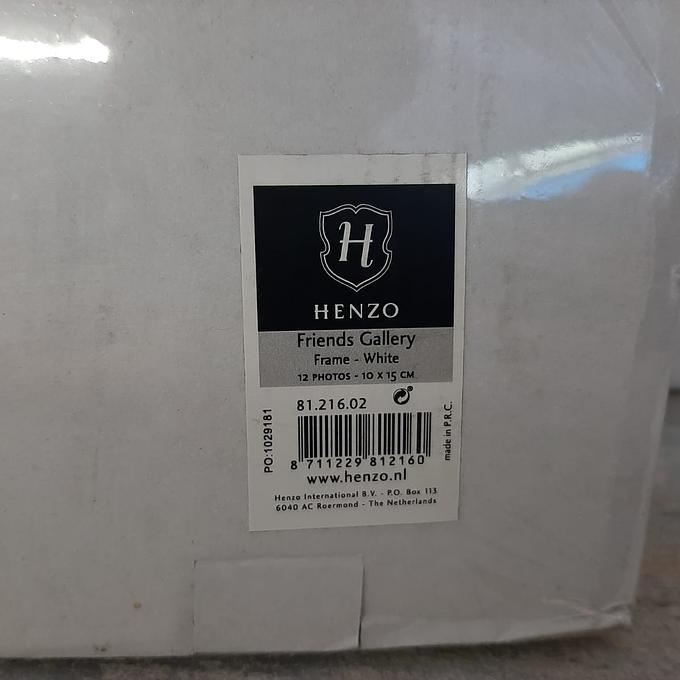 H
HENZO
Friends Gallery
Frame - White
12 PHOTOS - 10 X 15 CM
81.216.02
PO:1029181
made in P.R.C.
8 711229 812160
www.henzo.nl
Henzo International B.V. - P.O. Box 113
6040 AC Roermond - The Netherlands